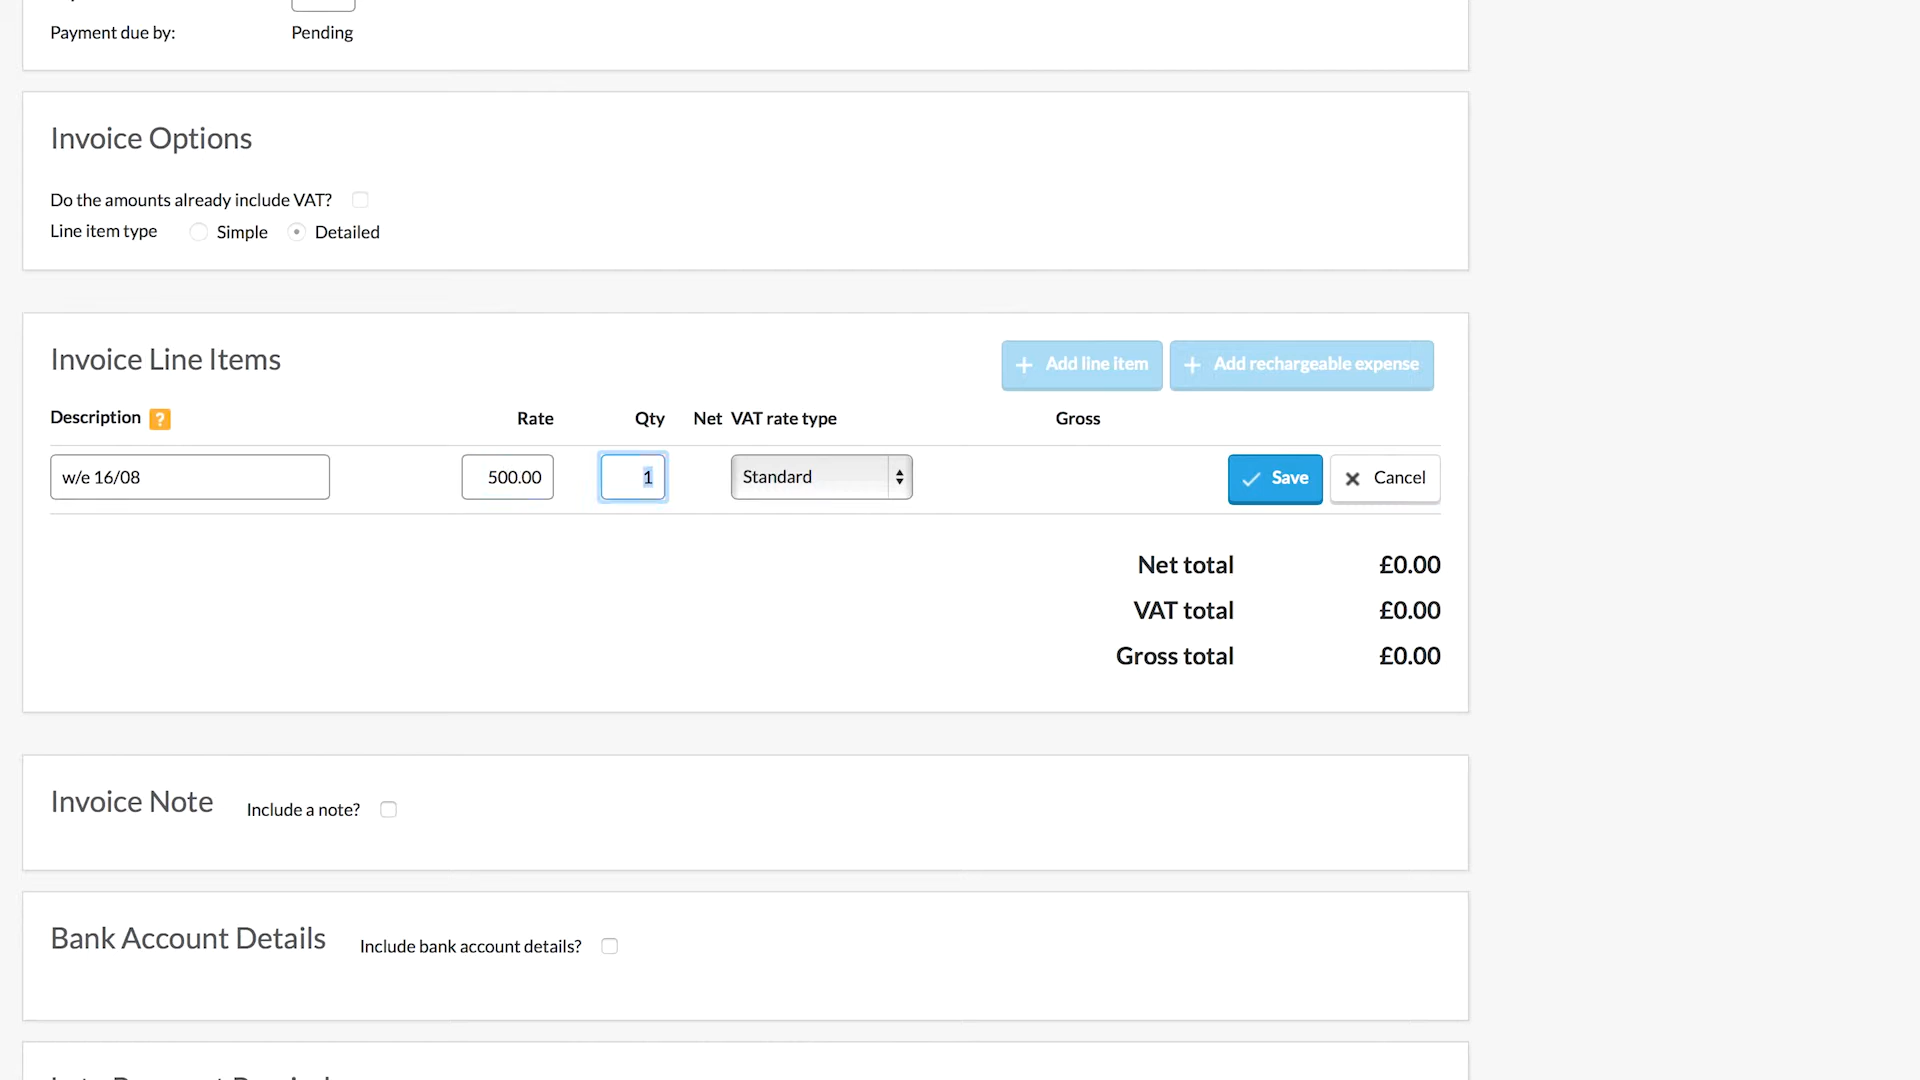 Payment due by: Pending
Invoice Options
Do the amounts already include VAT?
Line item type Simple Detailed
Invoice Line Items + Add line item + Add rechargeable expense
Description ? Rate Qty Net VAT rate type Gross
w/e 16/08 500.00 1 Standard Save Cancel
Net total £0.00
VAT total £0.00
Gross total £0.00
Invoice Note Include a note?
Bank Account Details Include bank account details?